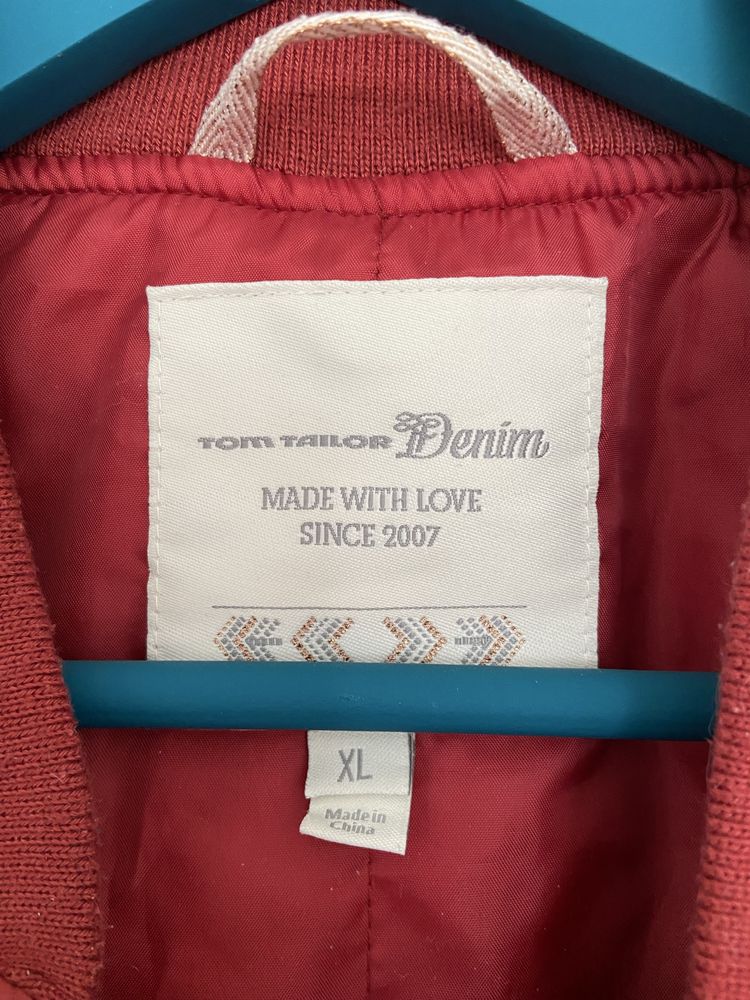 TOM TAILOR Denim
MADE WITH LOVE
SINCE 2007
XL
Made in
China